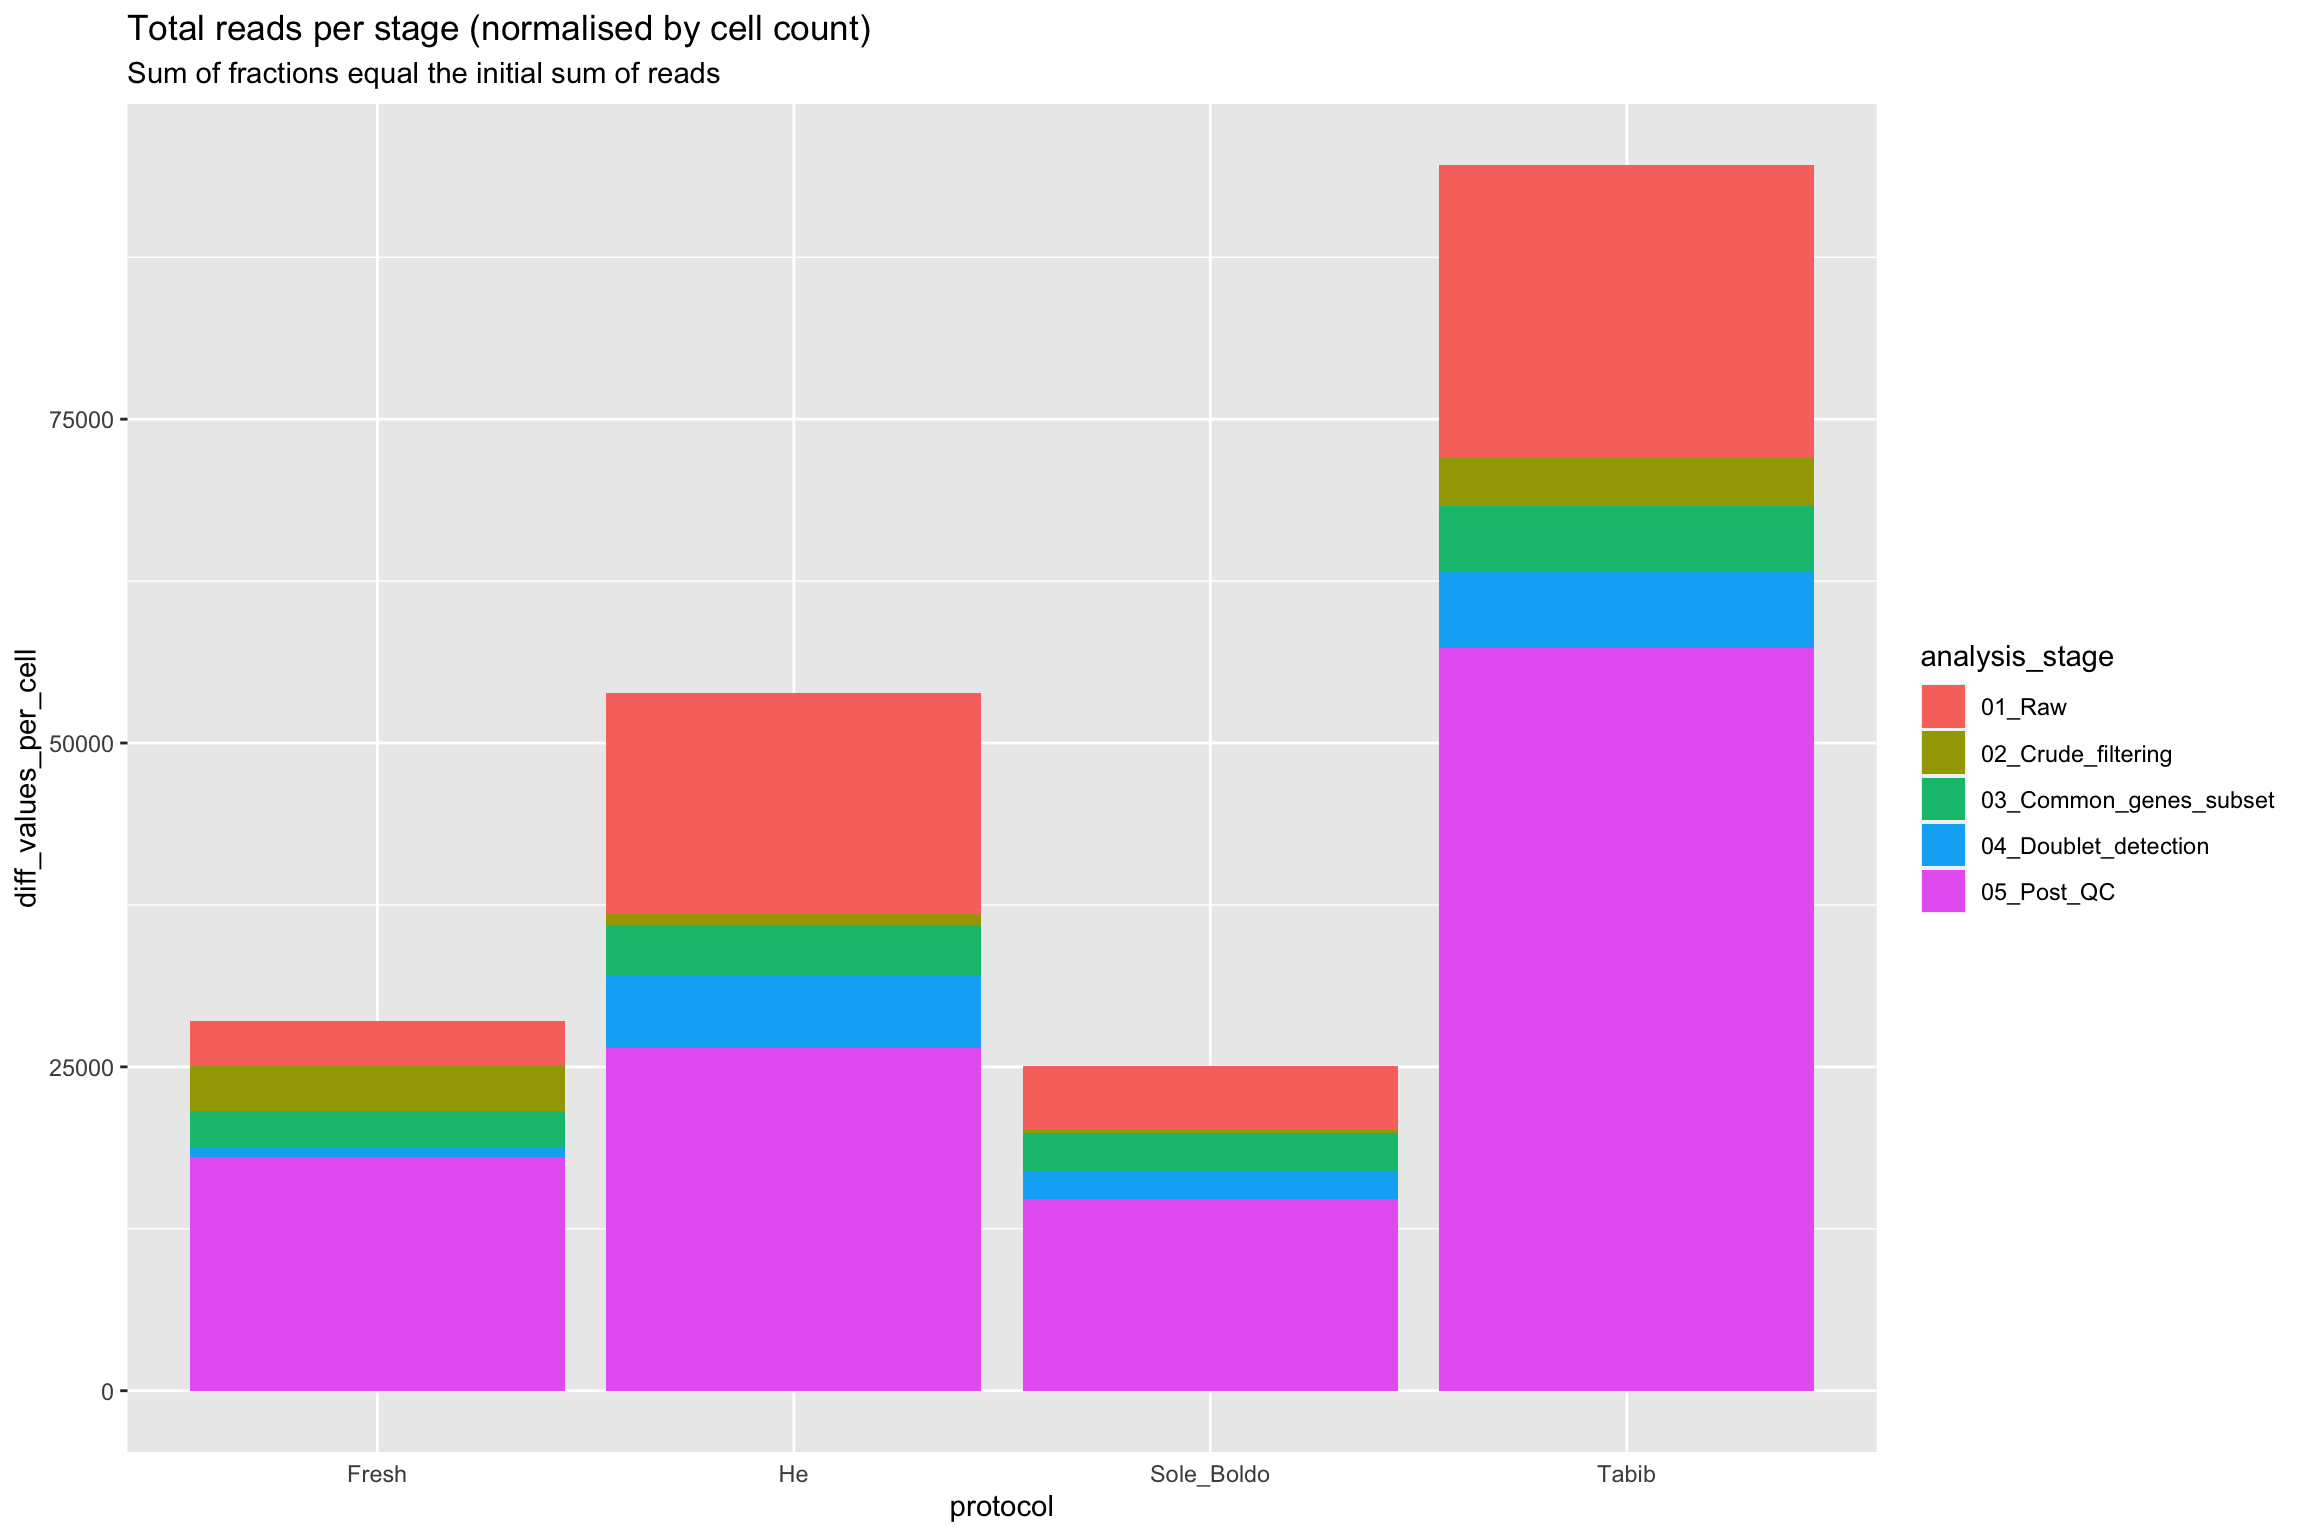 Total reads per stage (normalised by cell count)
Sum of fractions equal the initial sum of reads
diff_values_per_cell
75000
50000
25000
0
Fresh
He
Sole_Boldo
Tabib
protocol
analysis_stage
01_Raw
02_Crude_filtering
03_Common_genes_subset
04_Doublet_detection
05_Post_QC